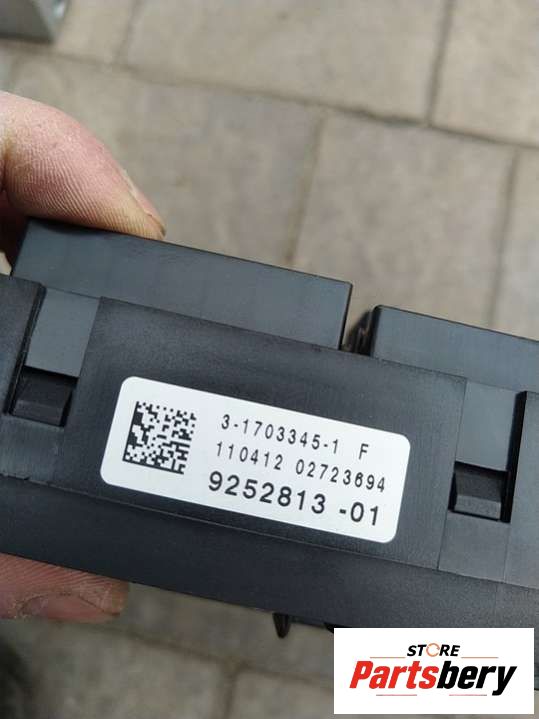 3-1703345-1 F
110412 02723694
9252813 -01
STORE
Partsbery